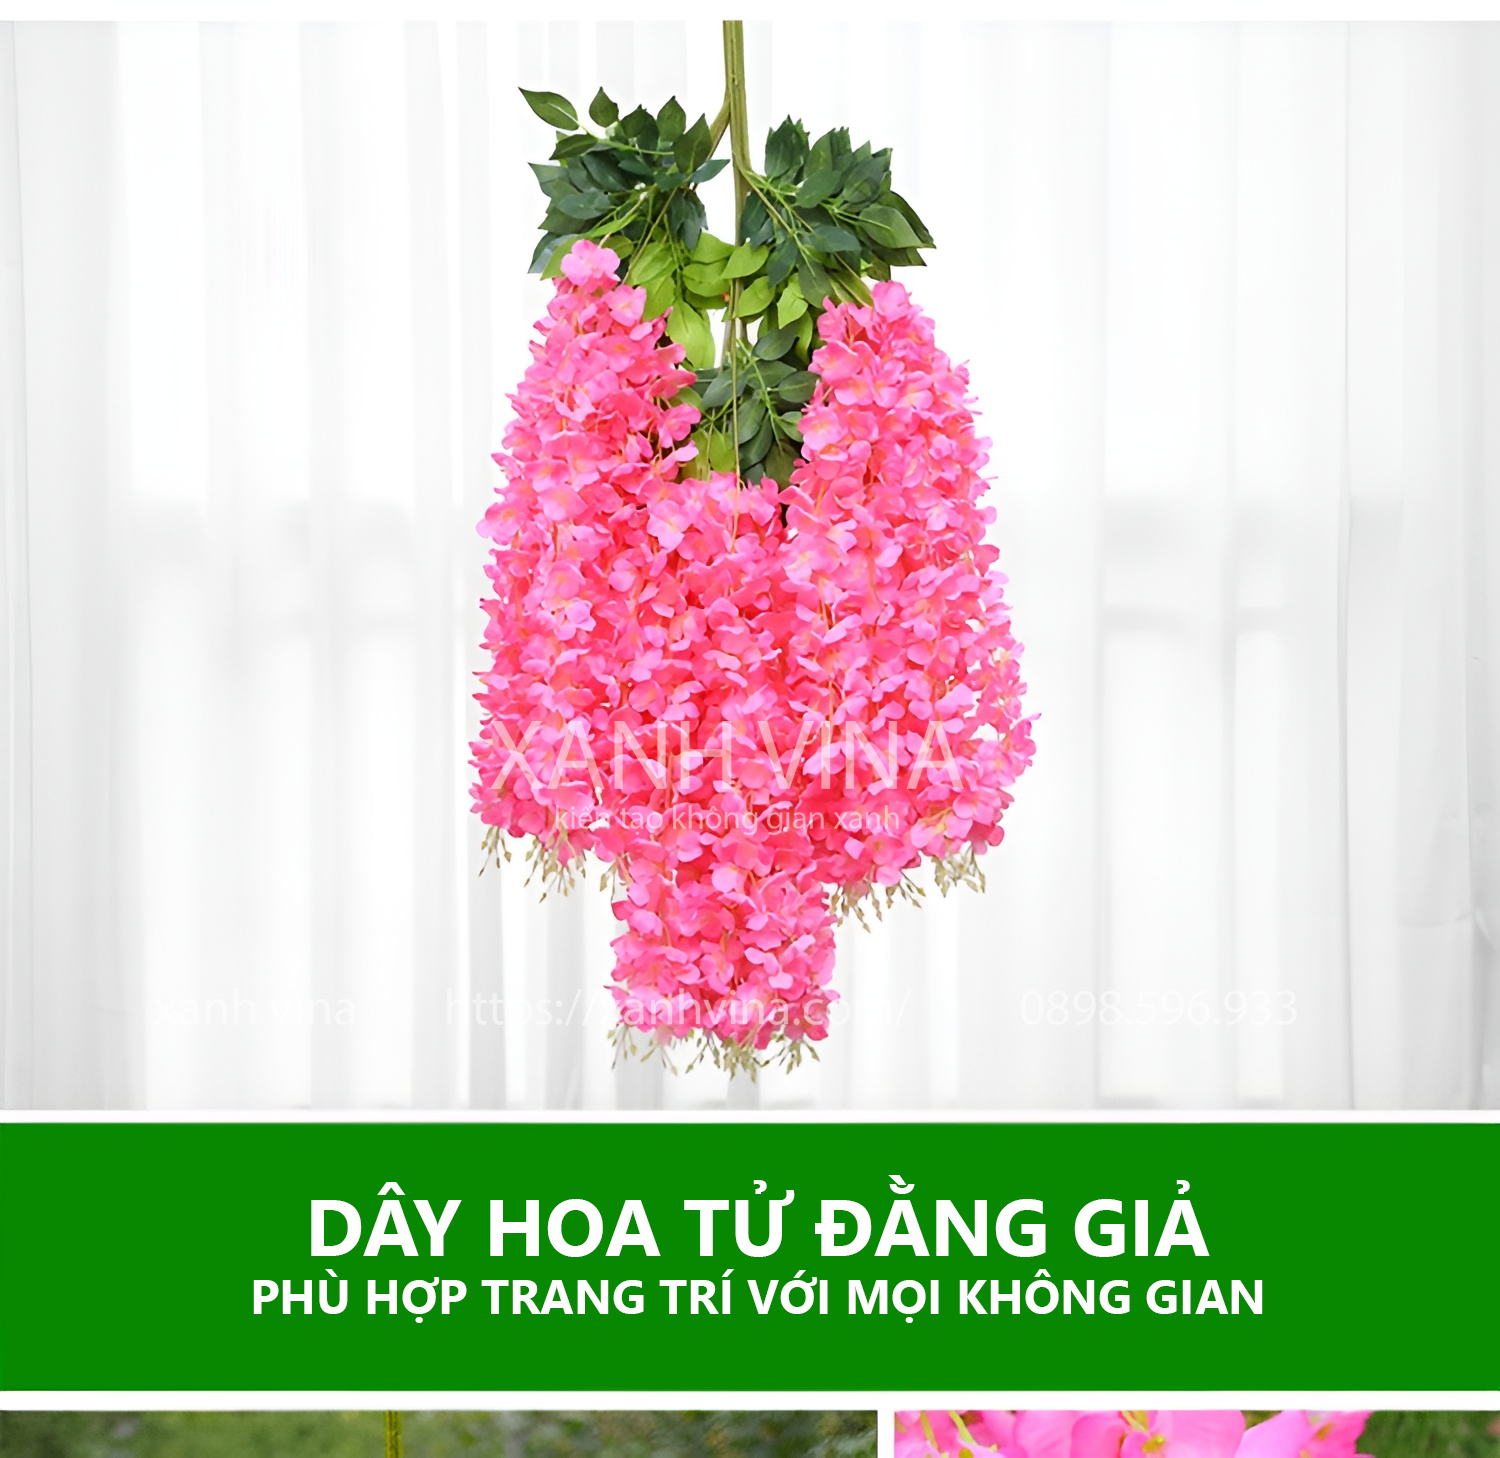 XANH VINA
kiến tạo không gian xanh
xanh vina
https://xanhvina.com/
0898.596.933
DÂY HOA TỬ ĐẰNG GIẢ
PHÙ HỢP TRANG TRÍ VỚI MỌI KHÔNG GIAN